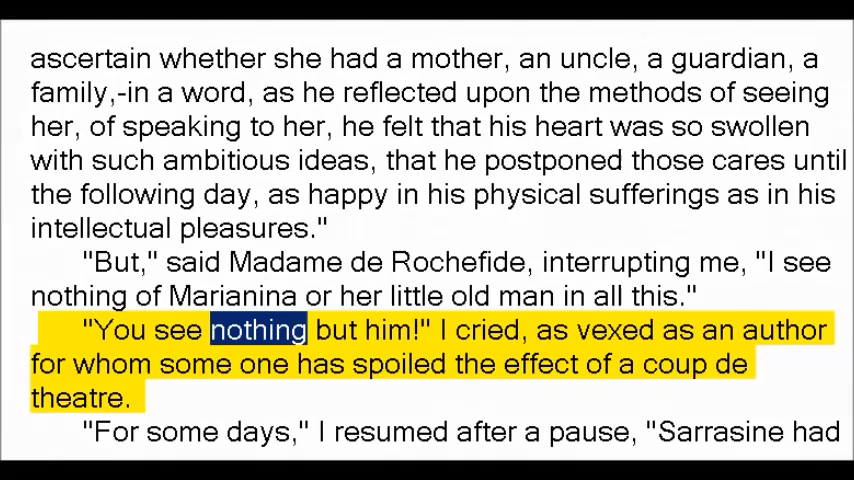 ascertain whether she had a mother, an uncle, a guardian, a
family,-in a word, as he reflected upon the methods of seeing
her, of speaking to her, he felt that his heart was so swollen
with such ambitious ideas, that he postponed those cares until
the following day, as happy in his physical sufferings as in his
intellectual pleasures."
"But," said Madame de Rochefide, interrupting me, "I see
nothing of Marianina or her little old man in all this."
"You see nothing but him!" I cried, as vexed as an author
for whom some one has spoiled the effect of a coup de
theatre.
"For some days," I resumed after a pause, "Sarrasine had